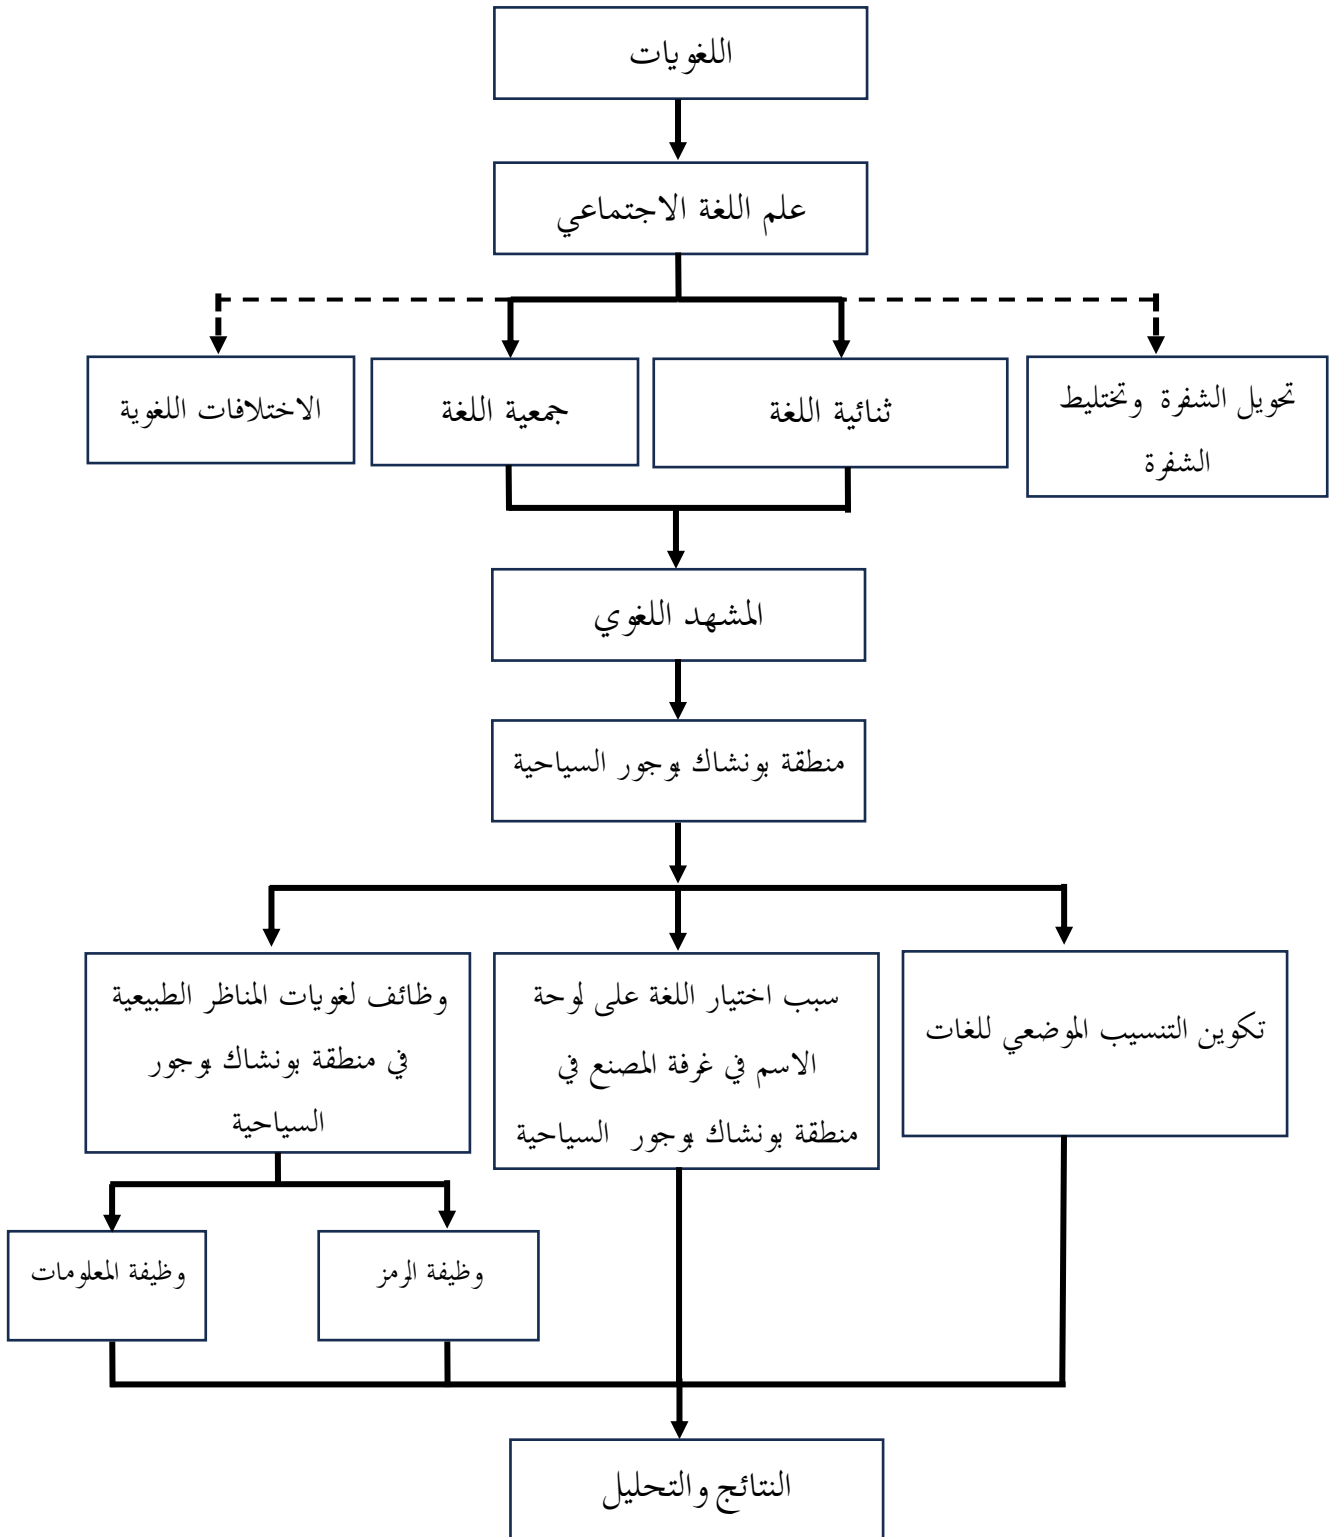 اللغويات
علم اللغة الاجتماعي
تحويل الشفرة وتختليط
الشفرة
ثنائية اللغة
جمعية اللغة
الاختلافات اللغوية
المشهد اللغوي
منطقة بونشاك بوجور السياحية
تكوين التنسيب الموضعي للغات
سبب اختيار اللغة على لوحة
الاسم في غرفة المصنع في
منطقة بونشاك بوجور السياحية
وظائف لغويات المناظر الطبيعية
في منطقة بونشاك بوجور
السياحية
وظيفة الرمز
وظيفة المعلومات
النتائج والتحليل